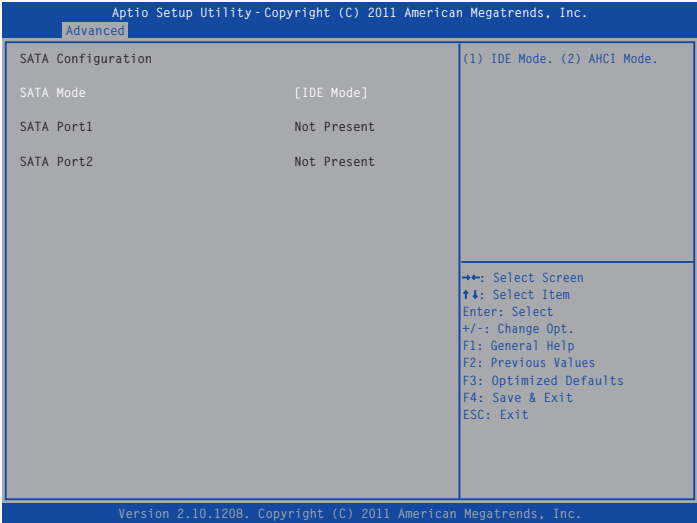 Aptio Setup Utility - Copyright (C) 2011 American Megatrends, Inc.
Advanced
SATA Configuration
SATA Mode [IDE Mode]
SATA Port1 Not Present
SATA Port2 Not Present
(1) IDE Mode. (2) AHCI Mode.
→←: Select Screen
↑↓: Select Item
Enter: Select
+/-: Change Opt.
F1: General Help
F2: Previous Values
F3: Optimized Defaults
F4: Save & Exit
ESC: Exit
Version 2.10.1208. Copyright (C) 2011 American Megatrends, Inc.